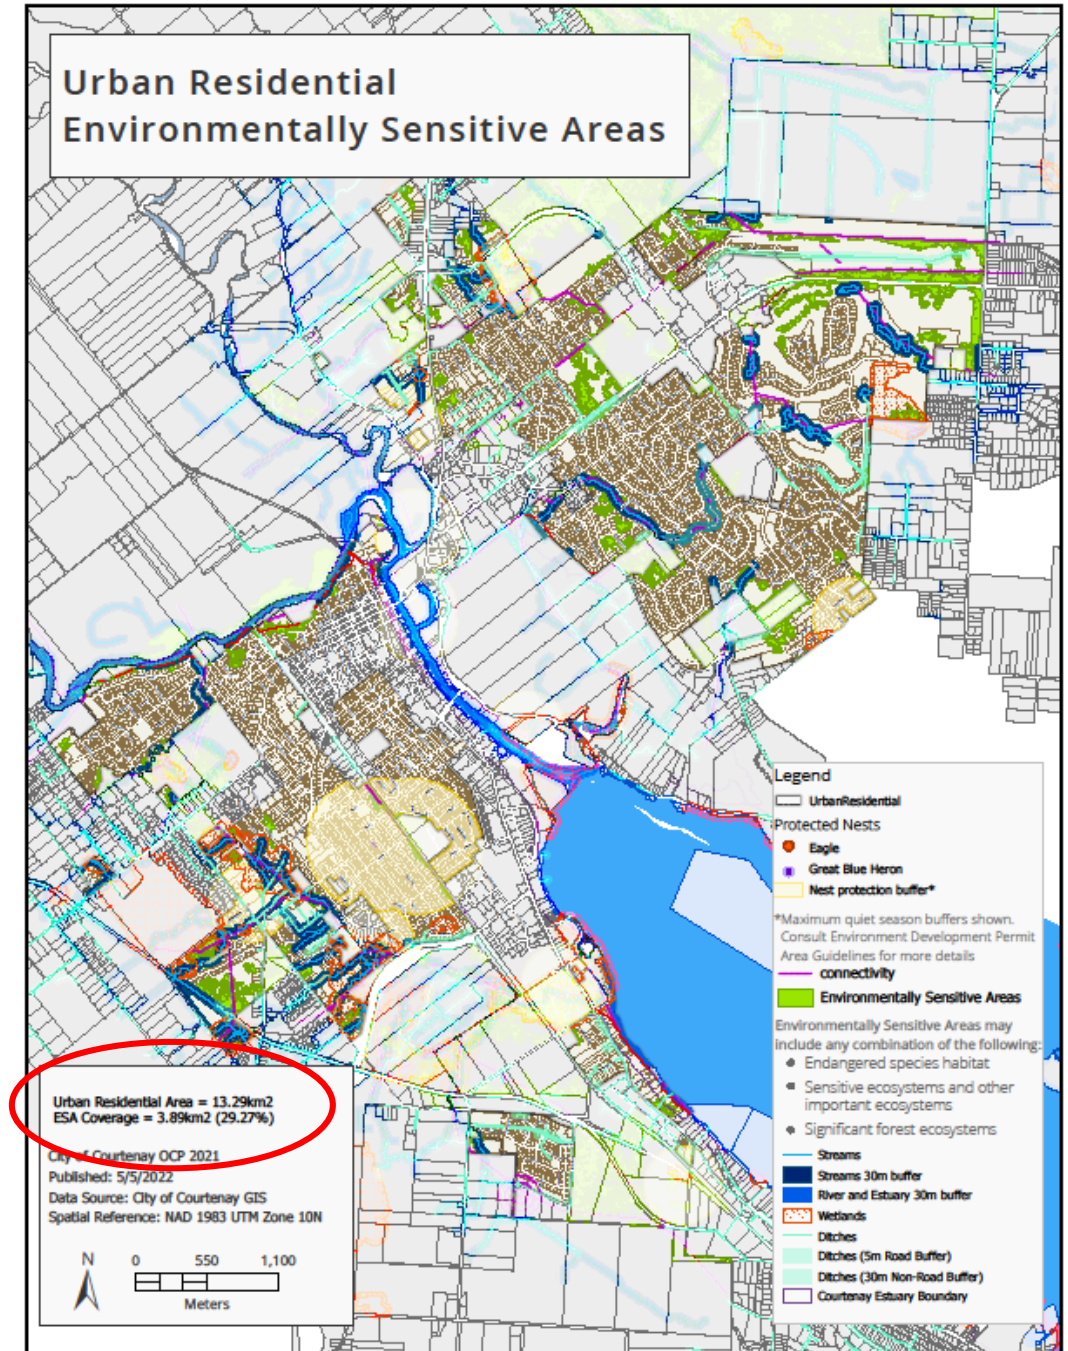 Urban Residential
Environmentally Sensitive Areas
Legend
UrbanResidential
Protected Nests
Eagle
Great Blue Heron
Nest protection buffer*
*Maximum quiet season buffers shown.
Consult Environment Development Permit
Area Guidelines for more details
connectivity
Environmentally Sensitive Areas
Environmentally Sensitive Areas may
include any combination of the following:
Endangered species habitat
Sensitive ecosystems and other
important ecosystems
Significant forest ecosystems
Streams
Streams 30m buffer
River and Estuary 30m buffer
Wetlands
Ditches
Ditches (5m Road Buffer)
Ditches (30m Non-Road Buffer)
Courtenay Estuary Boundary
Urban Residential Area = 13.29km2
ESA Coverage = 3.89km2 (29.27%)
City of Courtenay OCP 2021
Published: 5/5/2022
Data Source: City of Courtenay GIS
Spatial Reference: NAD 1983 UTM Zone 10N
N
0 550 1,100
Meters